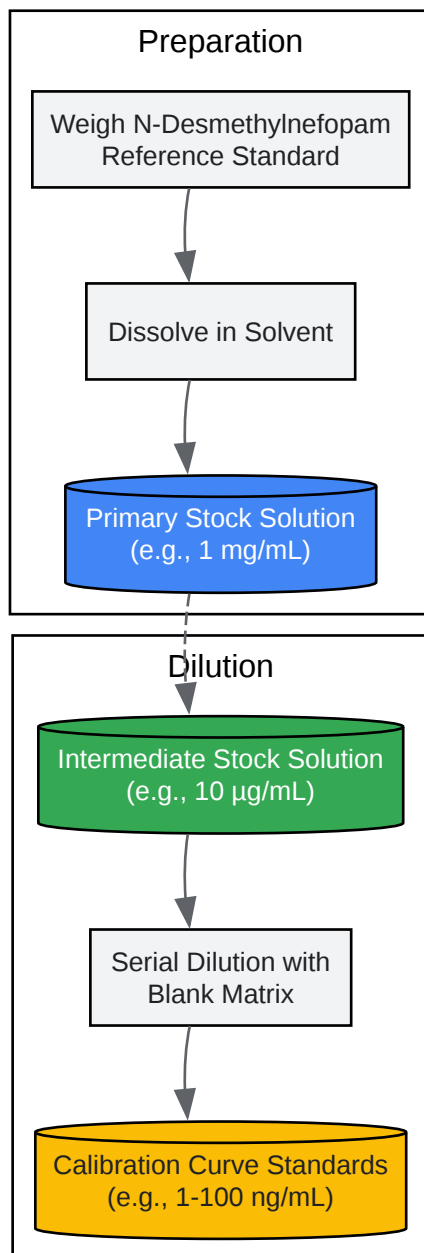 Preparation
Weigh N-Desmethylnefopam
Reference Standard
Dissolve in Solvent
Primary Stock Solution
(e.g., 1 mg/mL)
Dilution
Intermediate Stock Solution
(e.g., 10 µg/mL)
Serial Dilution with
Blank Matrix
Calibration Curve Standards
(e.g., 1-100 ng/mL)